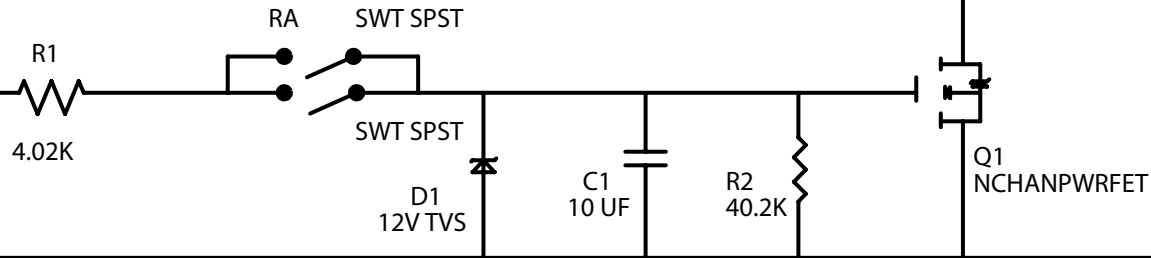 RA
SWT SPST
R1
SWT SPST
4.02K
D1
12V TVS
C1
10 UF
R2
40.2K
Q1
NCHANPWRFET